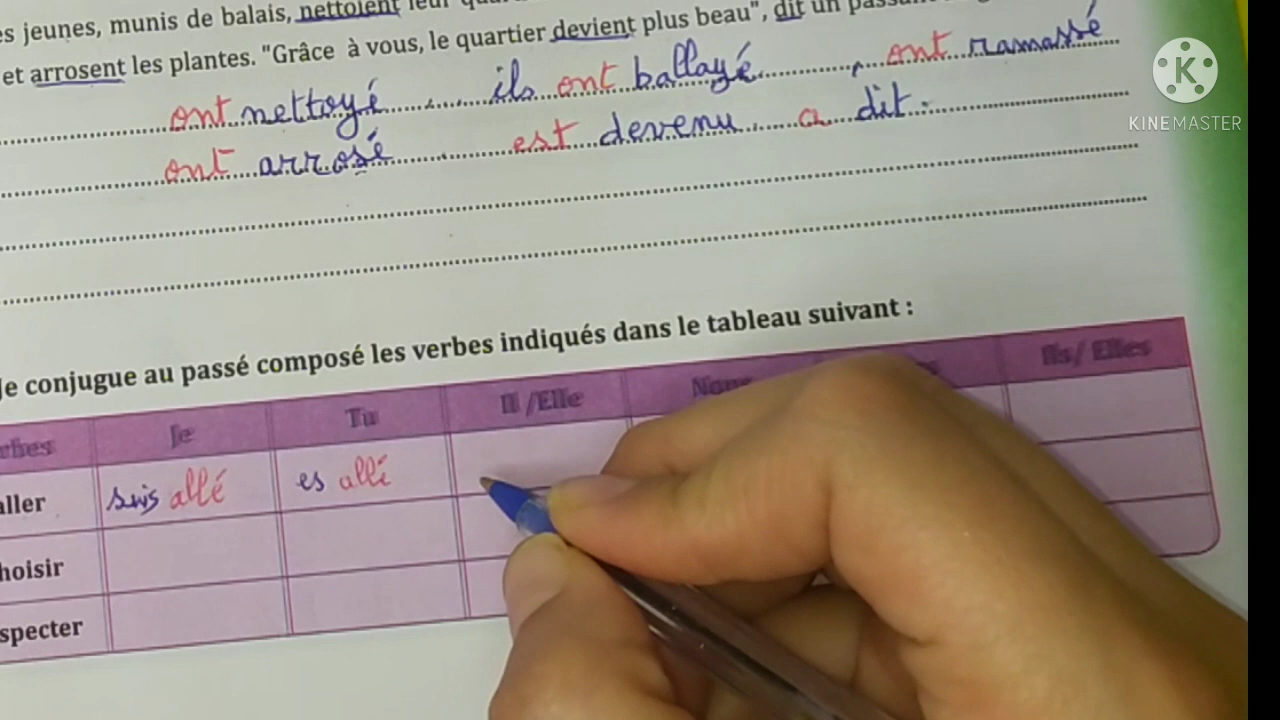 es jeunes, munis de balais, nettoient leur
et arrosent les plantes. "Grâce à vous, le quartier devient plus beau", dit un
ont nettoyé , ils ont ballayé , ont ramassé
ont arrosé est devenu a dit.
Je conjugue au passé composé les verbes indiqués dans le tableau suivant :
Je Tu Il /Elle Nous Ils/ Elles
aller suis allé es allé
hoisir
specter
K
KINEMASTER